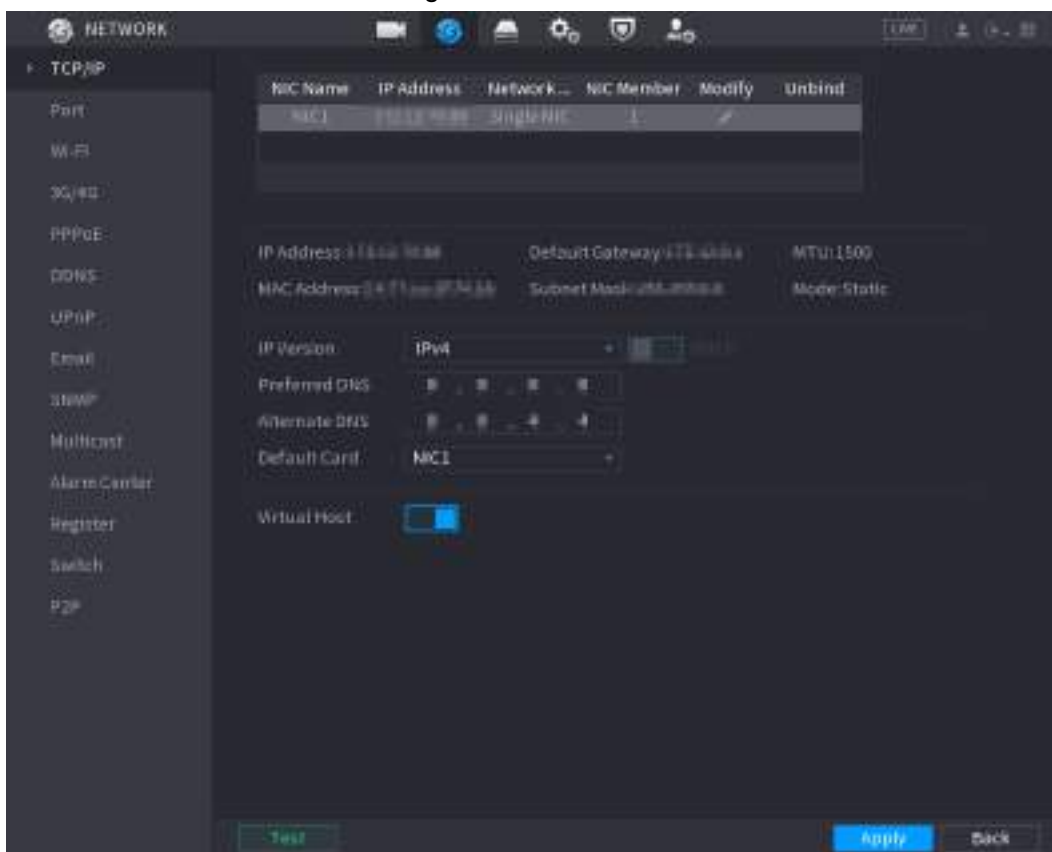 NETWORK
LIVE
TCP/IP
Port
Wi-Fi
3G/4G
PPPoE
DDNS
UPnP
Email
SNMP
Multicast
Alarm Center
Register
Switch
P2P
NIC Name IP Address Network... NIC Member Modify Unbind
NIC1 Single NIC 1
IP Address: Default Gateway: MTU:1500
MAC Address: Subnet Mask: Mode:Static
IP Version IPv4
Preferred DNS 8 . 8 . 8 . 8
Alternate DNS 8 . 8 . 4 . 4
Default Card NIC1
Virtual Host
Test Apply Back